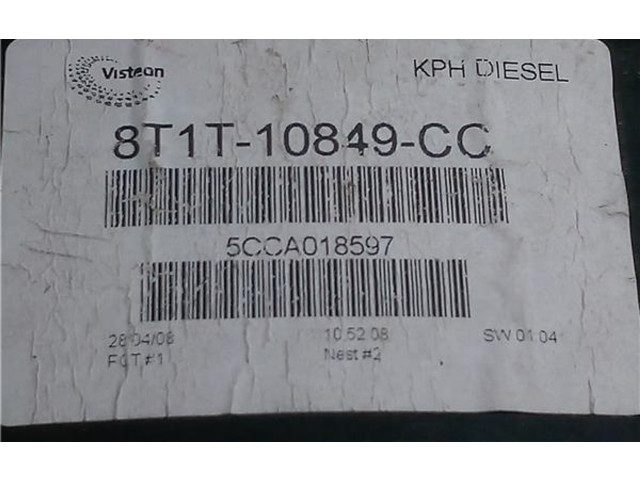 Visteon KPH DIESEL
8T1T-10849-CC
5CCA018597
28/04/08 10:52:08 SW 01.04
FCT #1 Nest #2